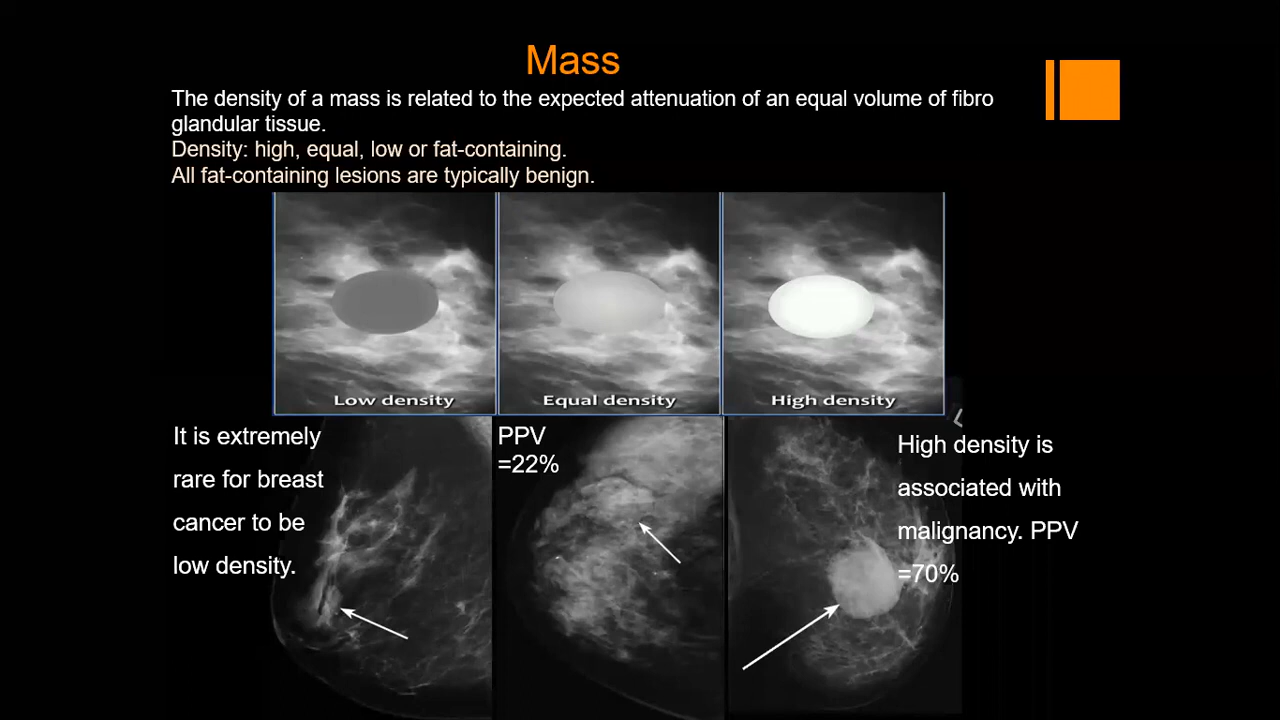 Mass
The density of a mass is related to the expected attenuation of an equal volume of fibro
glandular tissue.
Density: high, equal, low or fat-containing.
All fat-containing lesions are typically benign.
Low density
Equal density
High density
It is extremely
rare for breast
cancer to be
low density.
PPV
=22%
High density is
associated with
malignancy. PPV
=70%